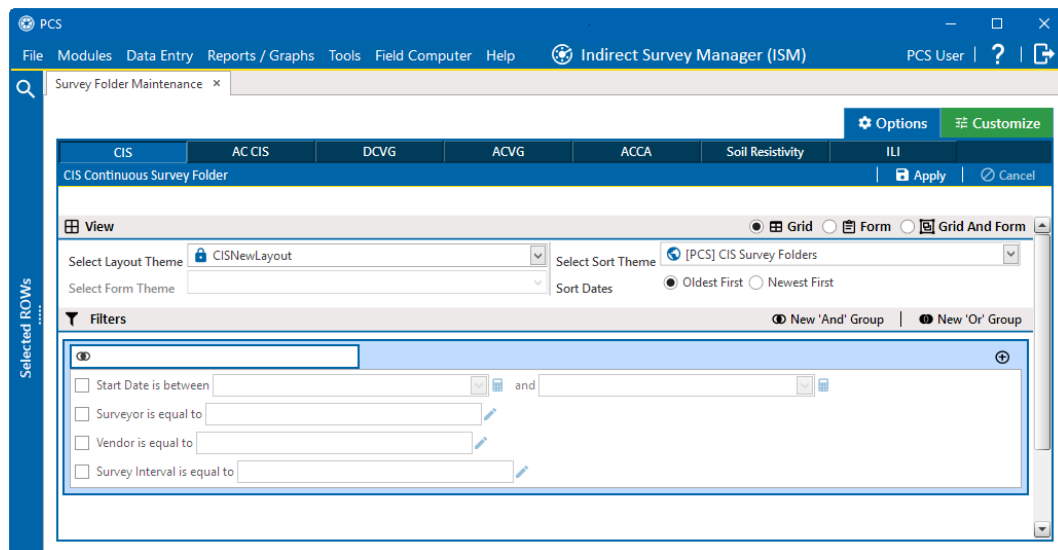 PCS
File Modules Data Entry Reports / Graphs Tools Field Computer Help Indirect Survey Manager (ISM) PCS User | ? |
Survey Folder Maintenance ×
Options Customize
CIS AC CIS DCVG ACVG ACCA Soil Resistivity ILI
CIS Continuous Survey Folder Apply Cancel
View Grid Form Grid And Form
Select Layout Theme CISNewLayout Select Sort Theme [PCS] CIS Survey Folders
Select Form Theme Sort Dates Oldest First Newest First
Filters New 'And' Group | New 'Or' Group
Start Date is between and
Surveyor is equal to
Vendor is equal to
Survey Interval is equal to
Selected ROWs